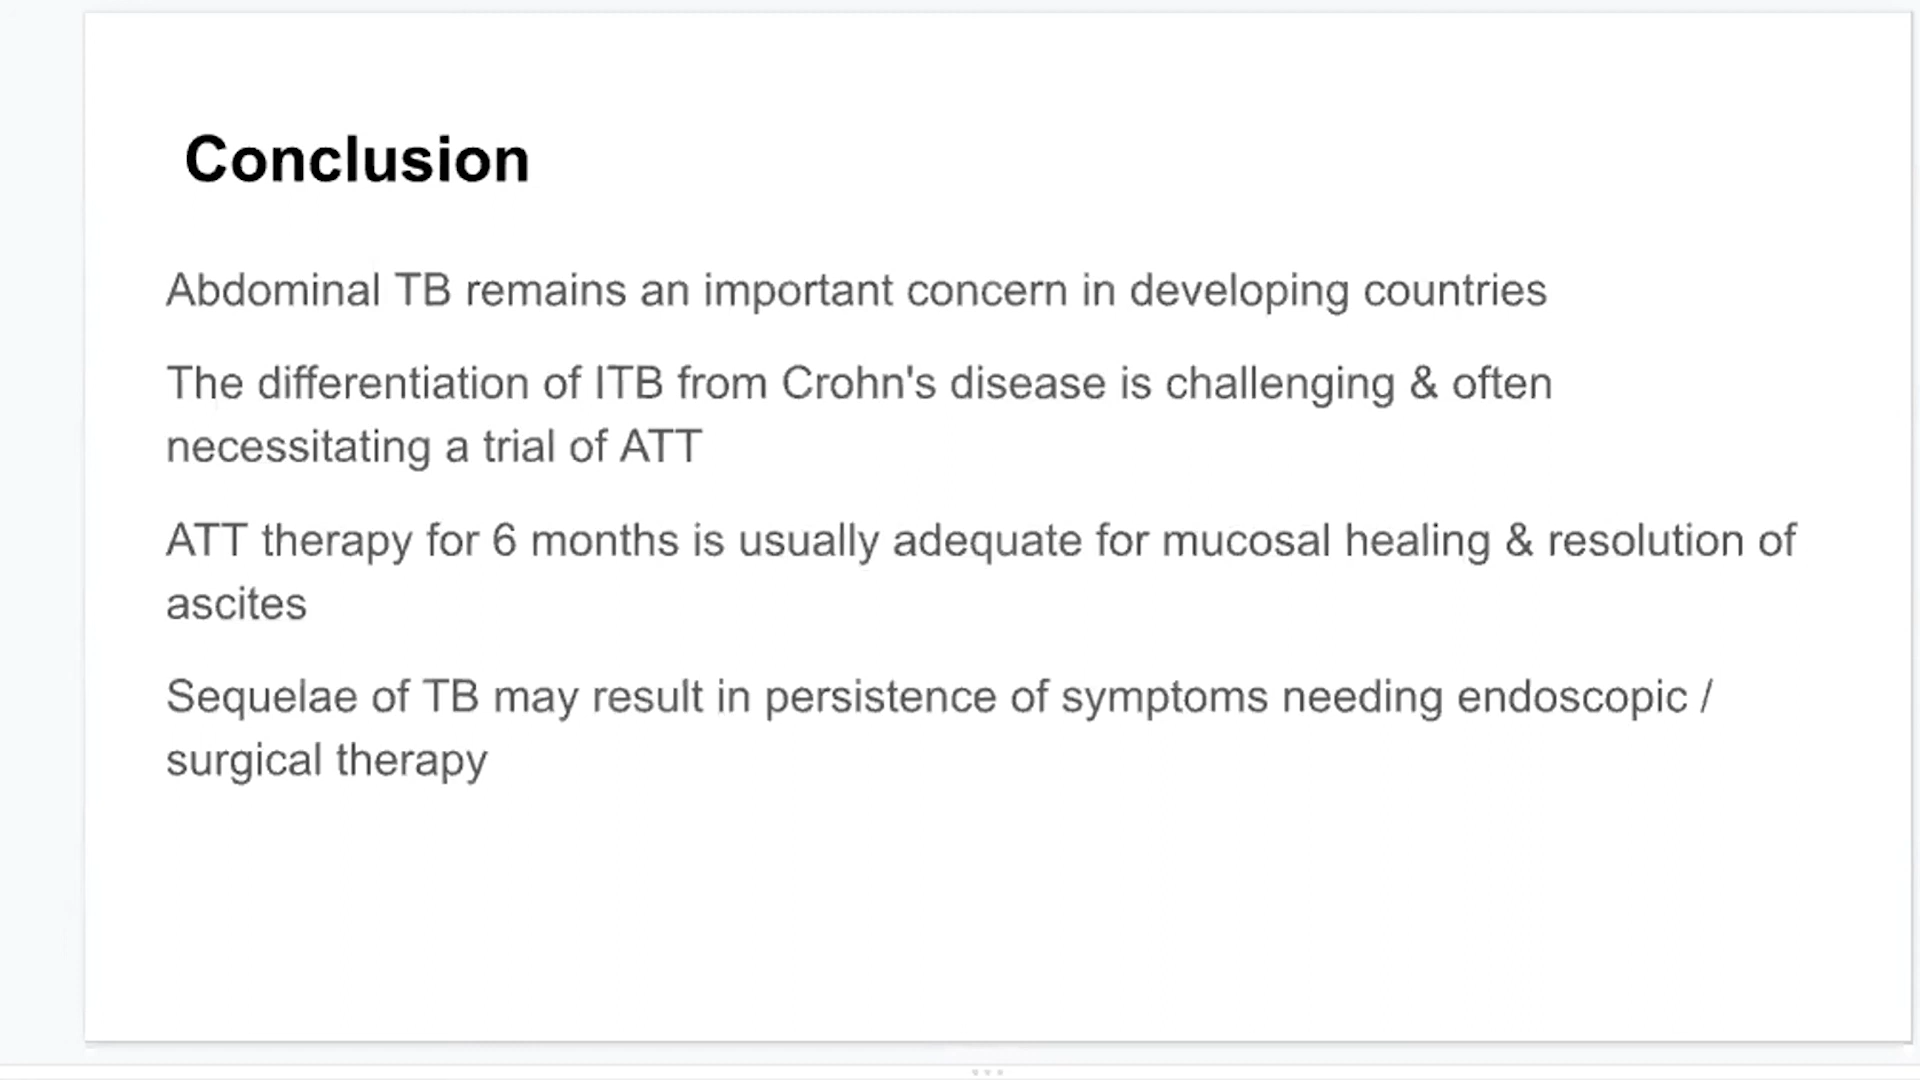 Conclusion
Abdominal TB remains an important concern in developing countries
The differentiation of ITB from Crohn's disease is challenging & often
necessitating a trial of ATT
ATT therapy for 6 months is usually adequate for mucosal healing & resolution of
ascites
Sequelae of TB may result in persistence of symptoms needing endoscopic /
surgical therapy